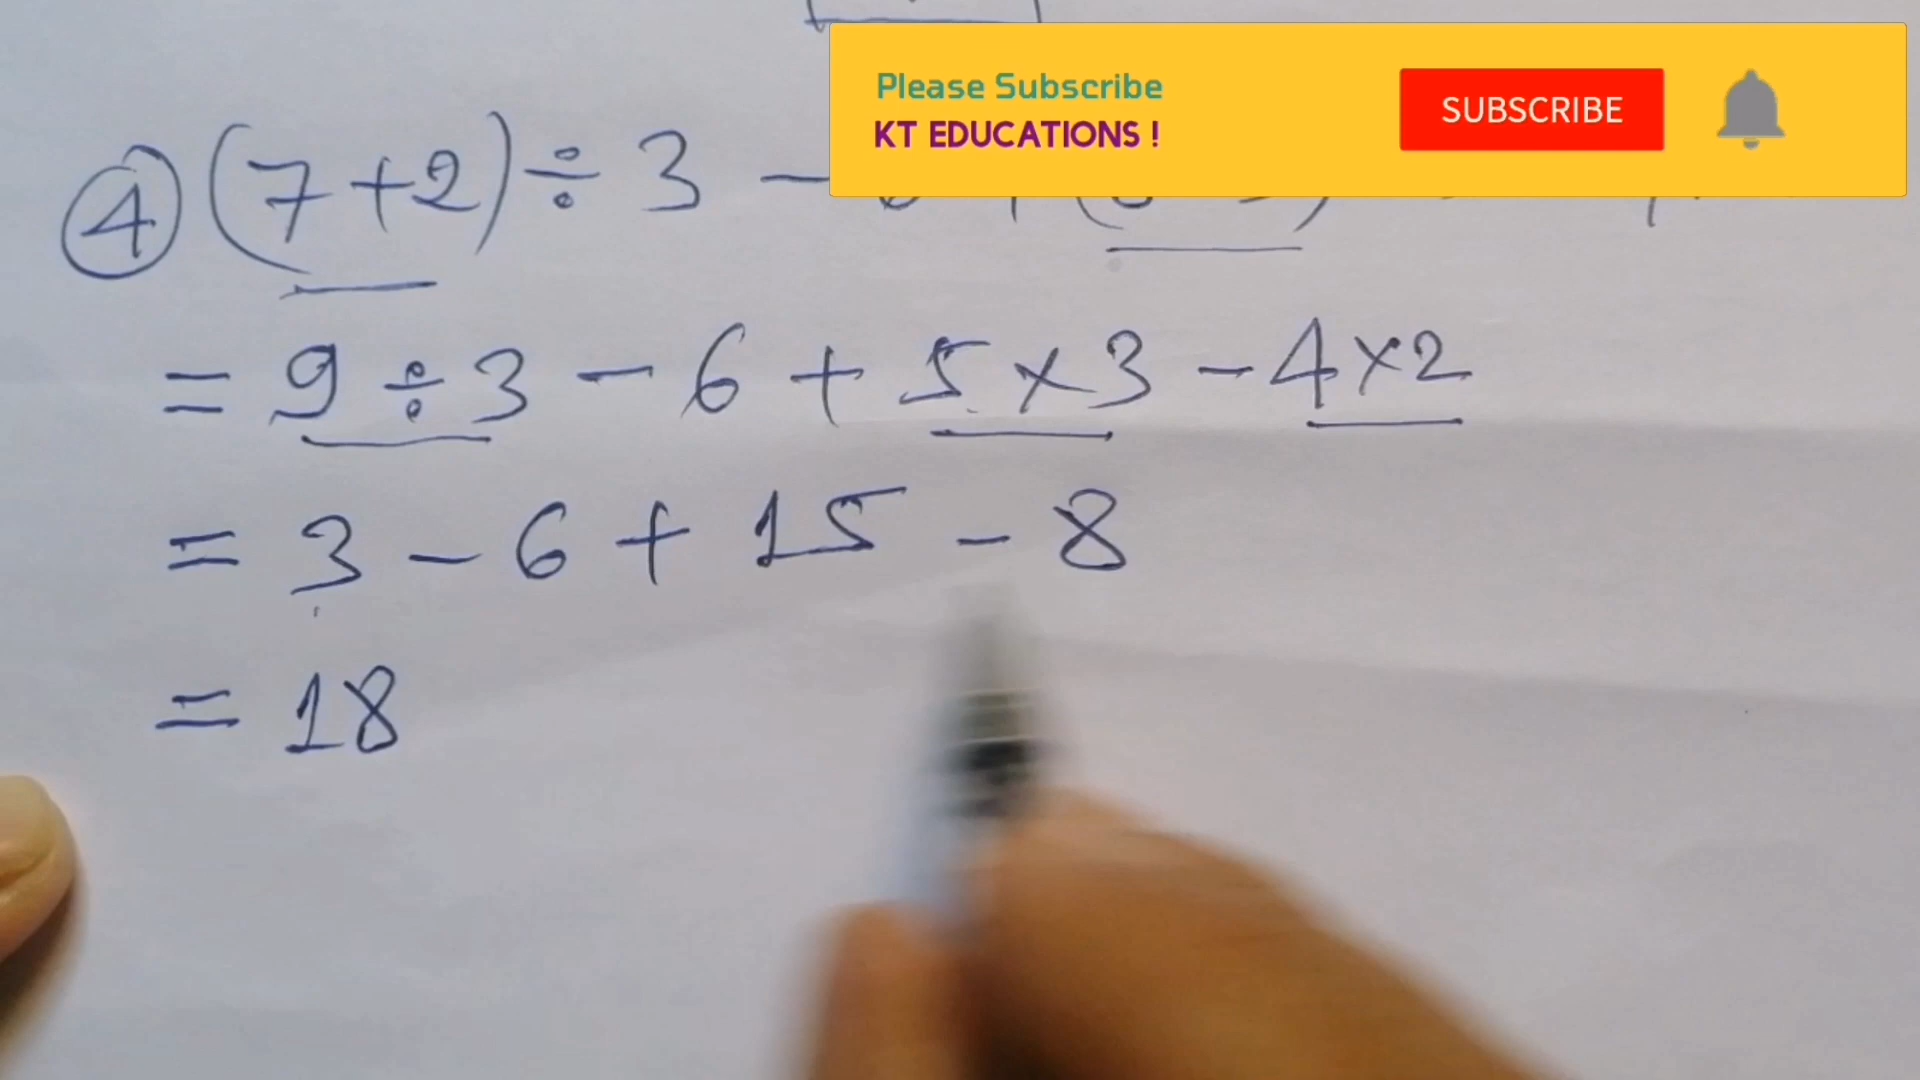 Please Subscribe
KT EDUCATIONS !
SUBSCRIBE
④ (7+2) ÷ 3 -
= 9 ÷ 3 - 6 + 5 × 3 - 4 × 2
= 3 - 6 + 15 - 8
= 18